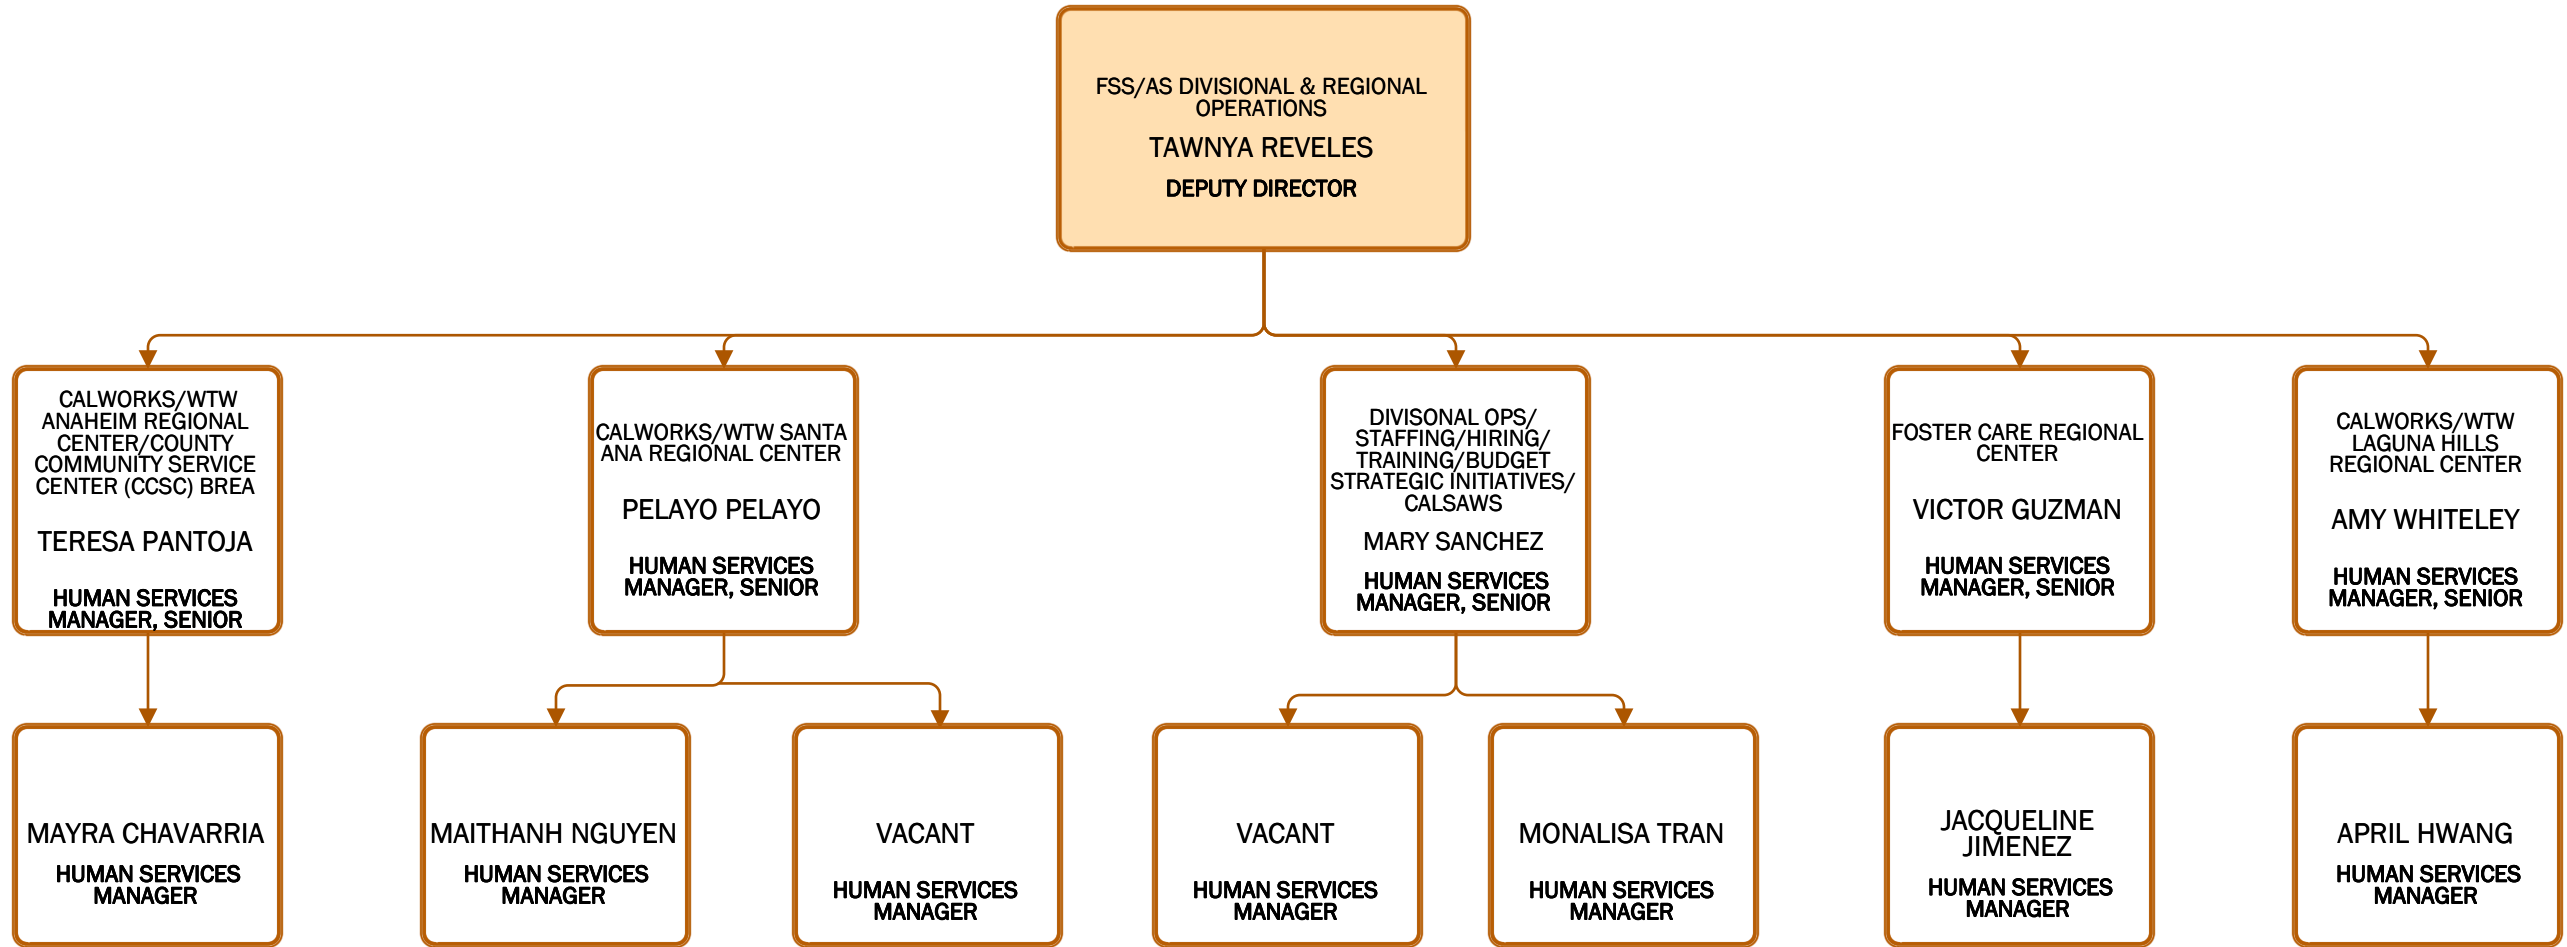 FSS/AS DIVISIONAL & REGIONAL
OPERATIONS
TAWNYA REVELES
DEPUTY DIRECTOR
CALWORKS/WTW
ANAHEIM REGIONAL
CENTER/COUNTY
COMMUNITY SERVICE
CENTER (CCSC) BREA
TERESA PANTOJA
HUMAN SERVICES
MANAGER, SENIOR
CALWORKS/WTW SANTA
ANA REGIONAL CENTER
PELAYO PELAYO
HUMAN SERVICES
MANAGER, SENIOR
DIVISONAL OPS/
STAFFING/HIRING/
TRAINING/BUDGET
STRATEGIC INITIATIVES/
CALSAWS
MARY SANCHEZ
HUMAN SERVICES
MANAGER, SENIOR
FOSTER CARE REGIONAL
CENTER
VICTOR GUZMAN
HUMAN SERVICES
MANAGER, SENIOR
CALWORKS/WTW
LAGUNA HILLS
REGIONAL CENTER
AMY WHITELEY
HUMAN SERVICES
MANAGER, SENIOR
MAYRA CHAVARRIA
HUMAN SERVICES
MANAGER
MAITHANH NGUYEN
HUMAN SERVICES
MANAGER
VACANT
HUMAN SERVICES
MANAGER
VACANT
HUMAN SERVICES
MANAGER
MONALISA TRAN
HUMAN SERVICES
MANAGER
JACQUELINE
JIMENEZ
HUMAN SERVICES
MANAGER
APRIL HWANG
HUMAN SERVICES
MANAGER